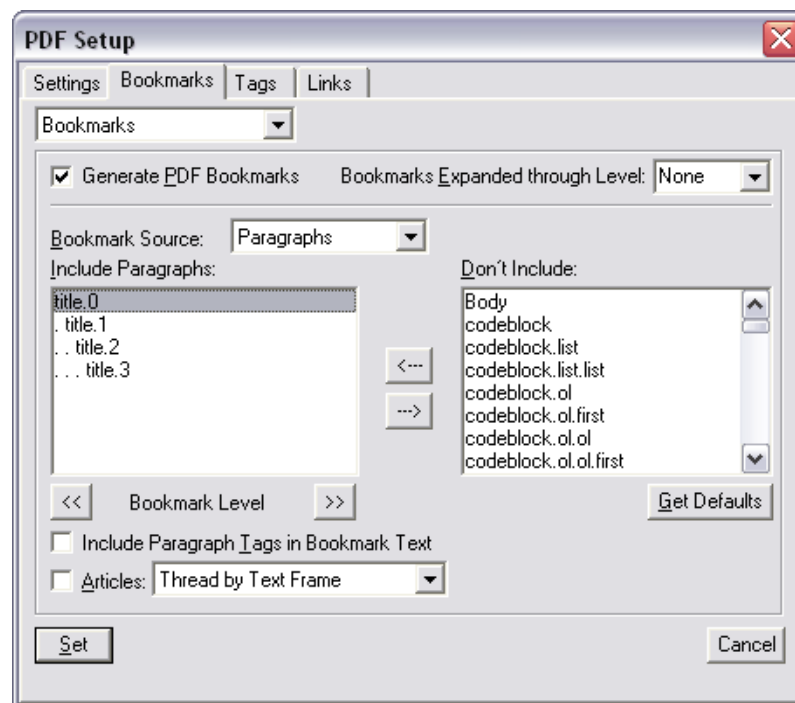 PDF Setup
Settings Bookmarks Tags Links
Bookmarks
Generate PDF Bookmarks Bookmarks Expanded through Level: None
Bookmark Source: Paragraphs
Include Paragraphs: Don´t Include:
title.0
. title.1
. . title.2
. . . title.3
Body
codeblock
codeblock.list
codeblock.list.list
codeblock.ol
codeblock.ol.first
codeblock.ol.ol
codeblock.ol.ol.first
<---
--->
<< Bookmark Level >> Get Defaults
Include Paragraph Tags in Bookmark Text
Articles: Thread by Text Frame
Set Cancel